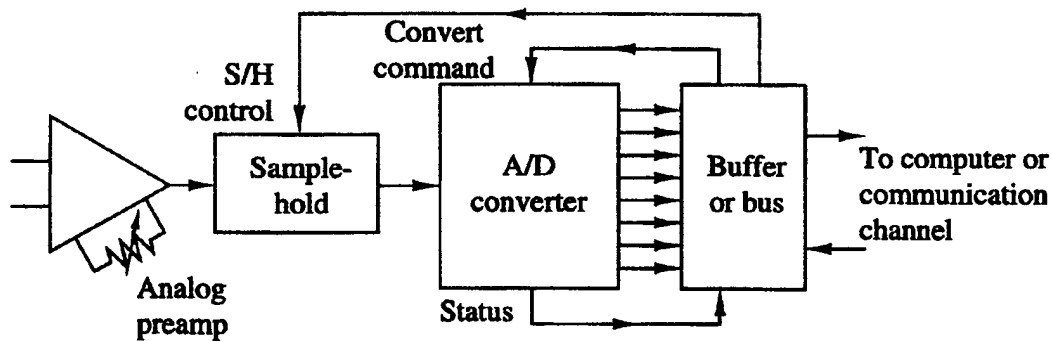 Convert
command
S/H
control
Sample-
hold
A/D
converter
Buffer
or bus
To computer or
communication
channel
Analog
preamp
Status